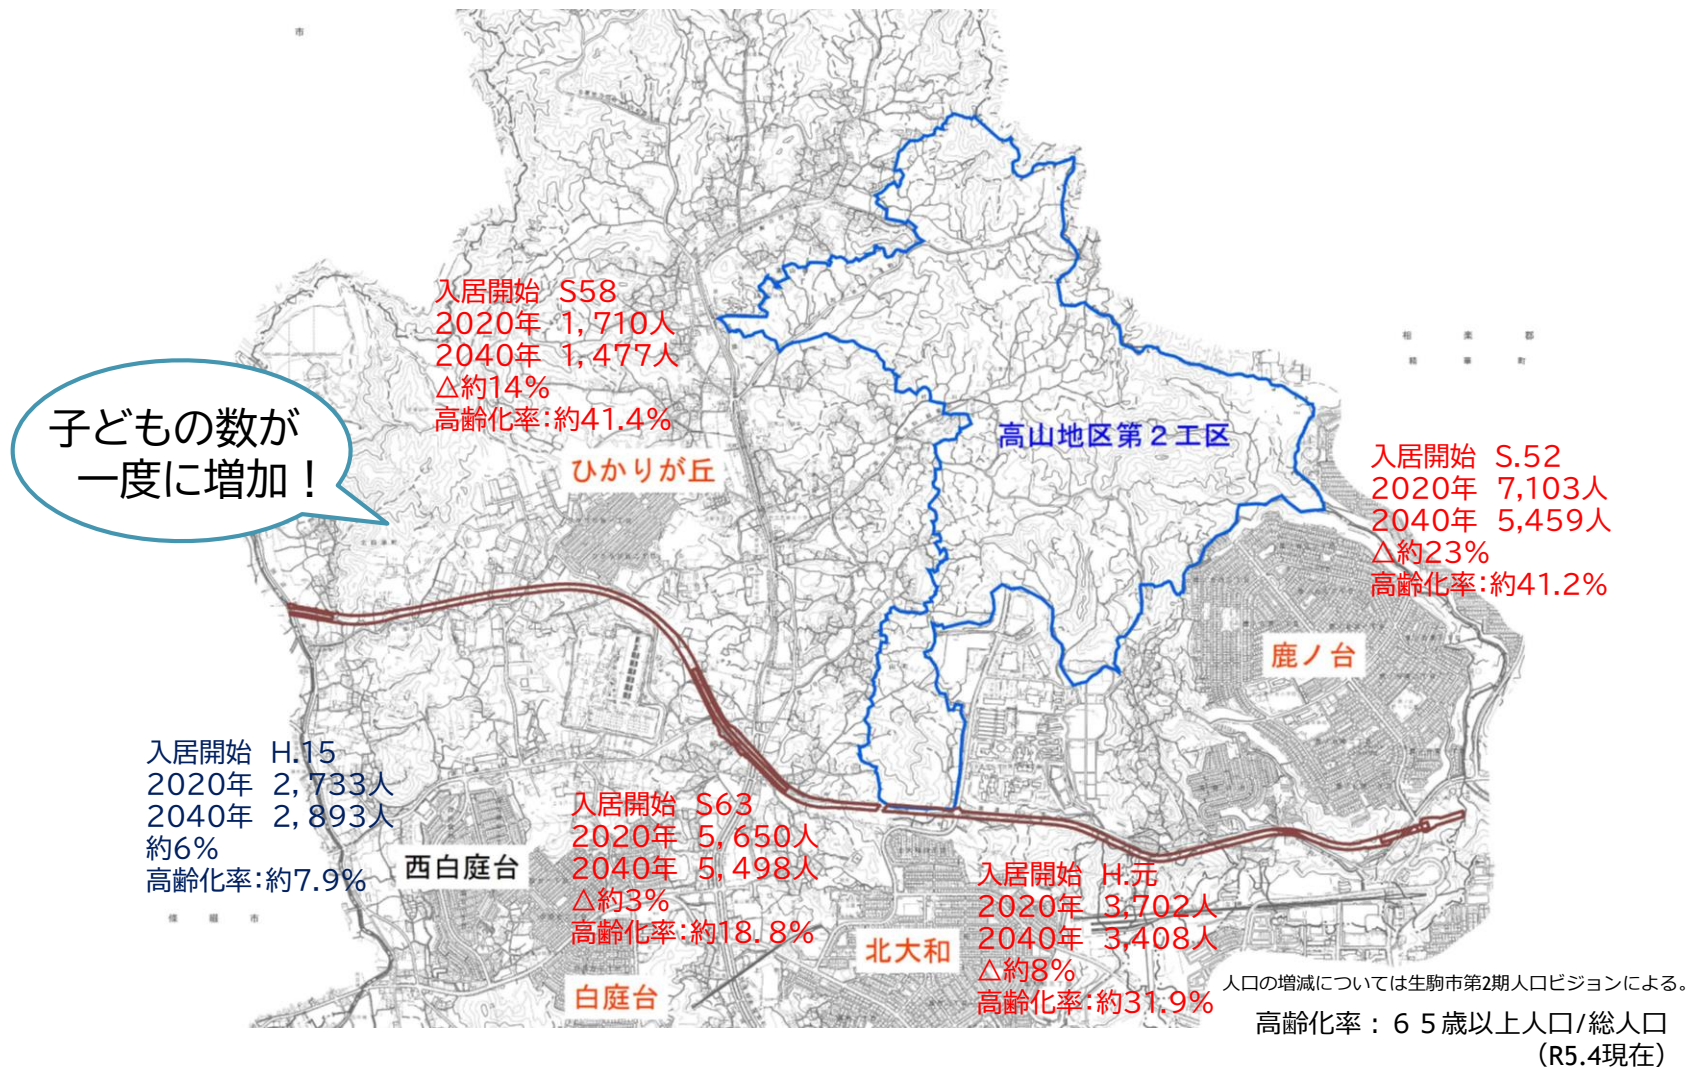 市
入居開始 S58
2020年 1,710人
2040年 1,477人
△約14%
高齢化率:約41.4%
ひかりが丘
子どもの数が
一度に増加！
高山地区第２工区
相楽郡
精華町
入居開始 S.52
2020年 7,103人
2040年 5,459人
△約23%
高齢化率:約41.2%
鹿ノ台
入居開始 H.15
2020年 2,733人
2040年 2,893人
約6%
高齢化率:約7.9%
西白庭台
入居開始 S63
2020年 5,650人
2040年 5,498人
△約3%
高齢化率:約18.8%
白庭台
北大和
入居開始 H.元
2020年 3,702人
2040年 3,408人
△約8%
高齢化率:約31.9%
人口の増減については生駒市第2期人口ビジョンによる。
高齢化率：６５歳以上人口/総人口
（R5.4現在）